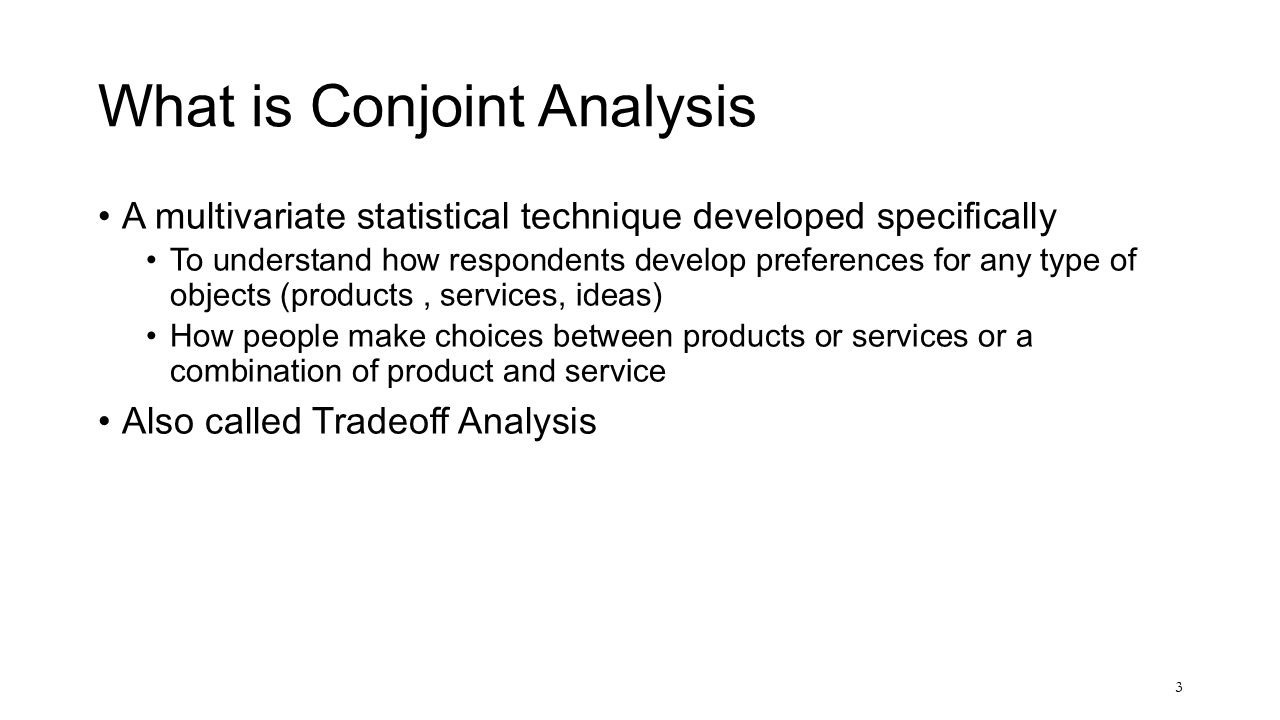 What is Conjoint Analysis
• A multivariate statistical technique developed specifically
• To understand how respondents develop preferences for any type of
objects (products , services, ideas)
• How people make choices between products or services or a
combination of product and service
• Also called Tradeoff Analysis
3